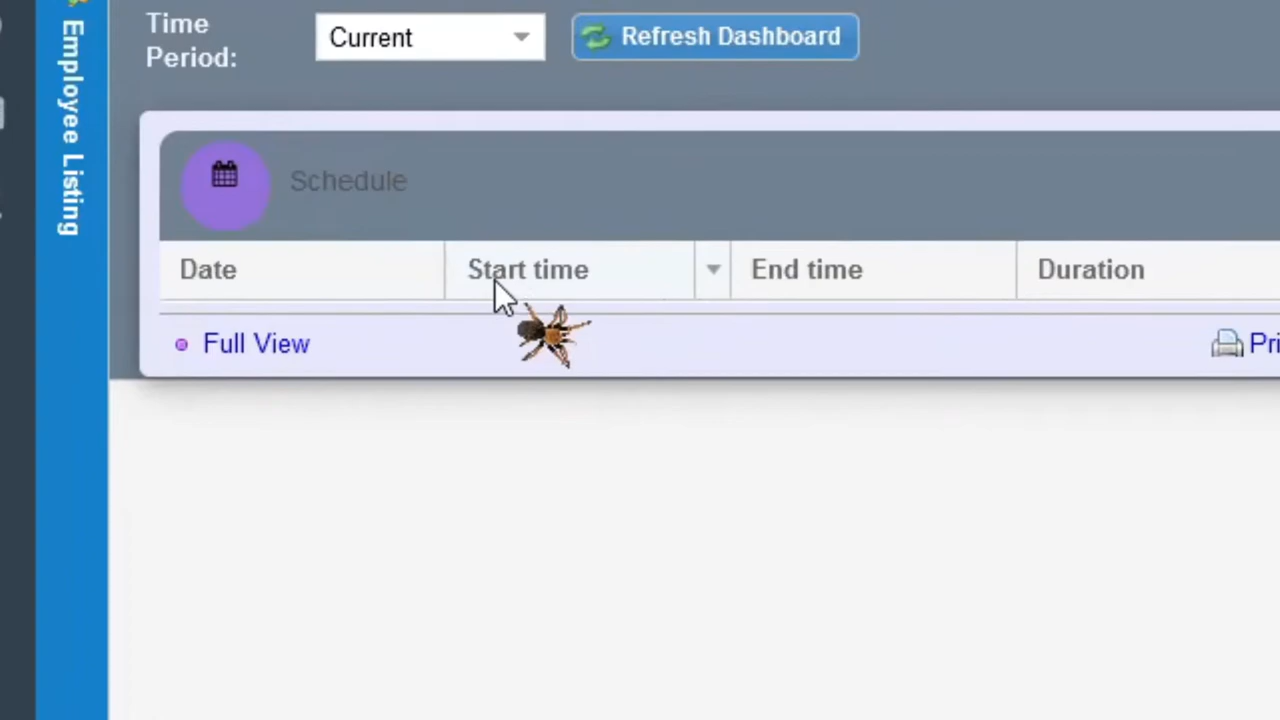 Time
Period:
Current
Refresh Dashboard
Employee Listing
Schedule
Date
Start time
End time
Duration
Full View
Pri